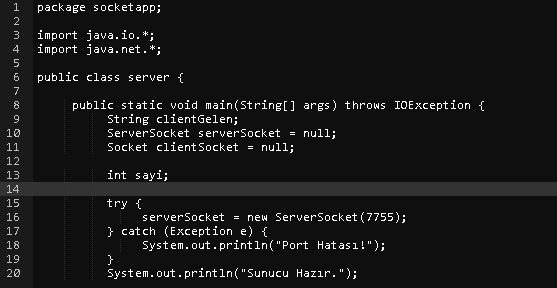 1 package socketapp;
2
3 import java.io.*;
4 import java.net.*;
5
6 public class server {
7
8 public static void main(String[] args) throws IOException {
9 String clientGelen;
10 ServerSocket serverSocket = null;
11 Socket clientSocket = null;
12
13 int sayi;
14
15 try {
16 serverSocket = new ServerSocket(7755);
17 } catch (Exception e) {
18 System.out.println("Port Hatası!");
19 }
20 System.out.println("Sunucu Hazır.");